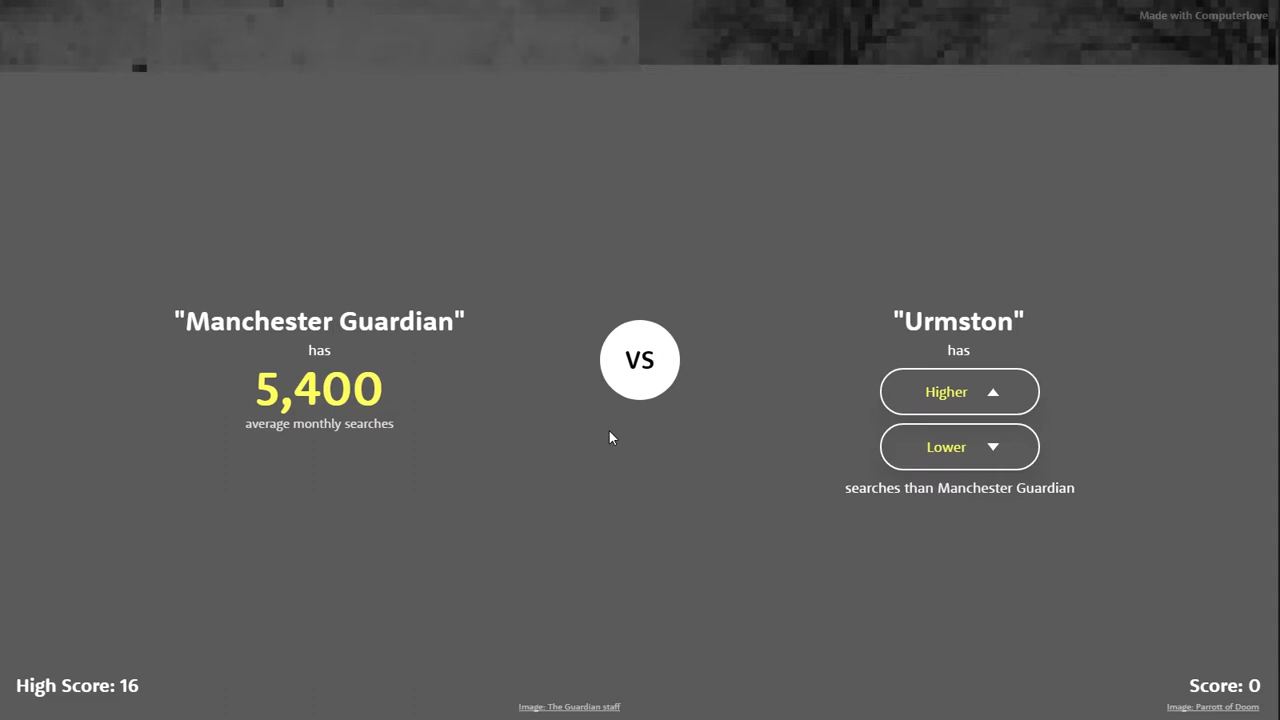 Made with Computerlove
"Manchester Guardian"
has
5,400
average monthly searches
VS
"Urmston"
has
Higher
Lower
searches than Manchester Guardian
High Score: 16
Score: 0
Image: The Guardian staff
Image: Parrott of Doom